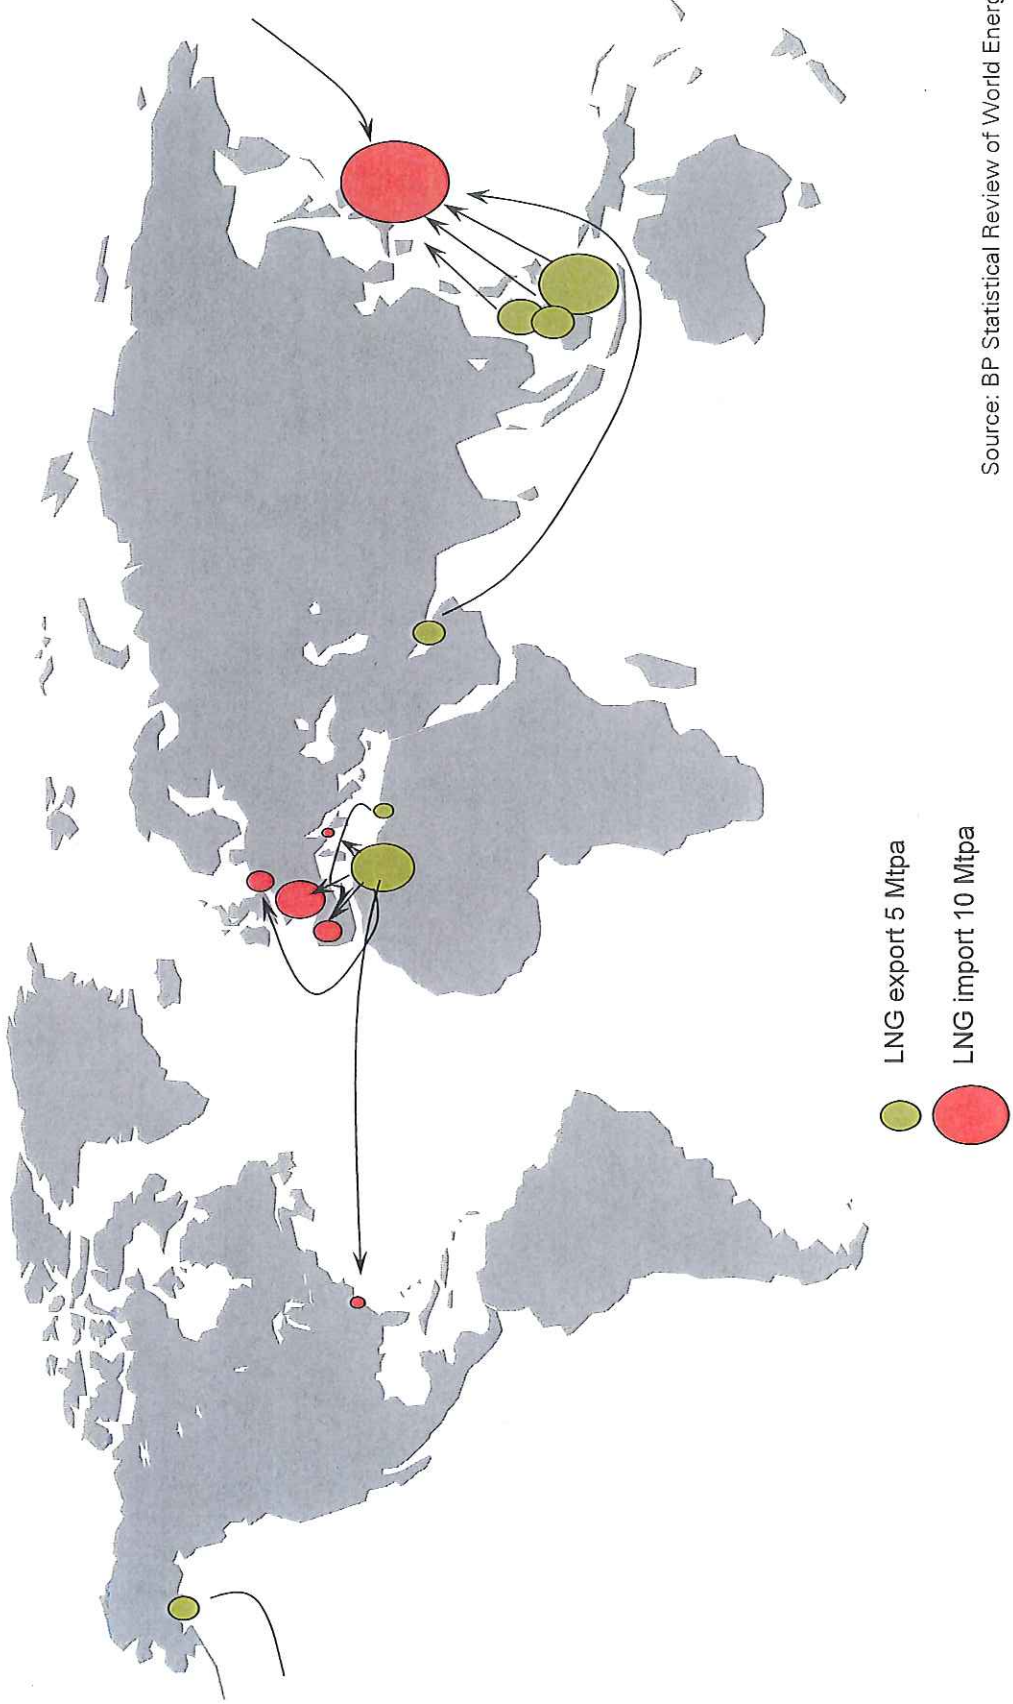 LNG export 5 Mtpa
LNG import 10 Mtpa
Source: BP Statistical Review of World Energ